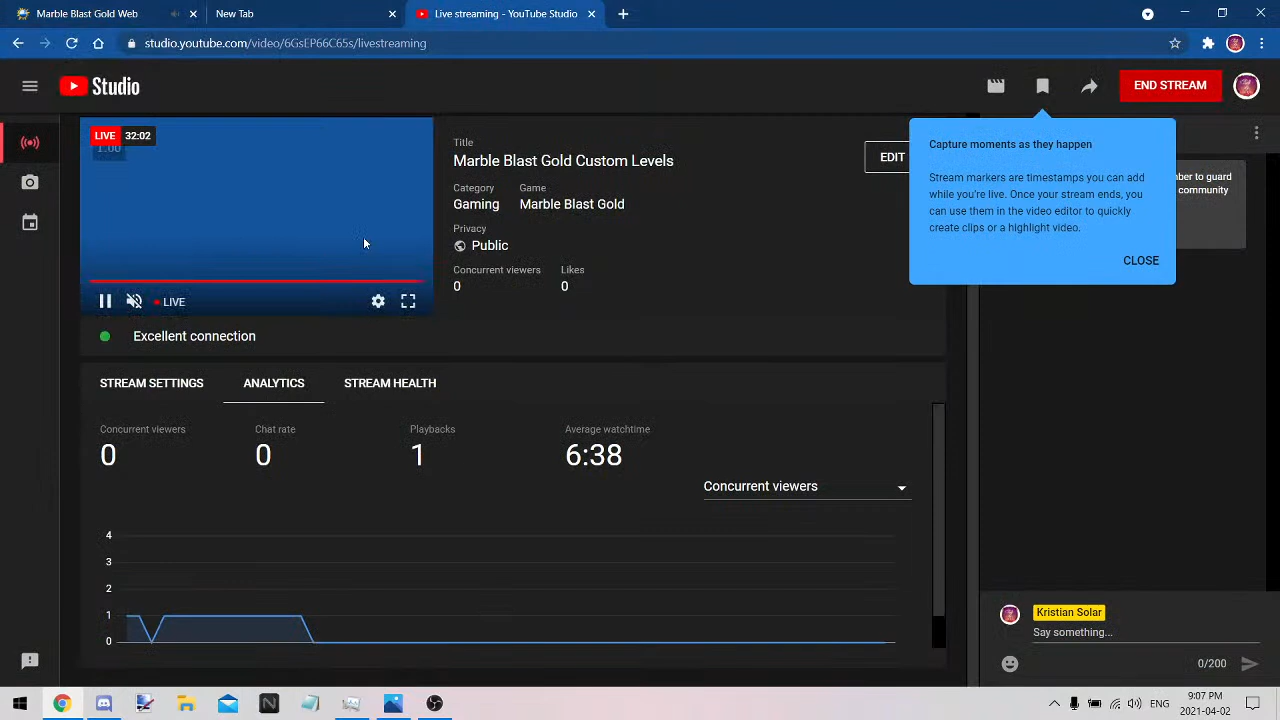 Marble Blast Gold Web
New Tab
Live streaming - YouTube Studio
studio.youtube.com/video/6GsEP66C65s/livestreaming
Studio
END STREAM
LIVE 32:02
1.00
LIVE
Title
Marble Blast Gold Custom Levels
Category Game
Gaming Marble Blast Gold
Privacy
Public
Concurrent viewers Likes
0 0
EDIT
Capture moments as they happen
Stream markers are timestamps you can add
while you're live. Once your stream ends, you
can use them in the video editor to quickly
create clips or a highlight video.
CLOSE
mber to guard
community
Excellent connection
STREAM SETTINGS ANALYTICS STREAM HEALTH
Concurrent viewers Chat rate Playbacks Average watchtime
0 0 1 6:38
Concurrent viewers
4
3
2
1
0
Kristian Solar
Say something...
0/200
ENG
9:07 PM
2021-04-02